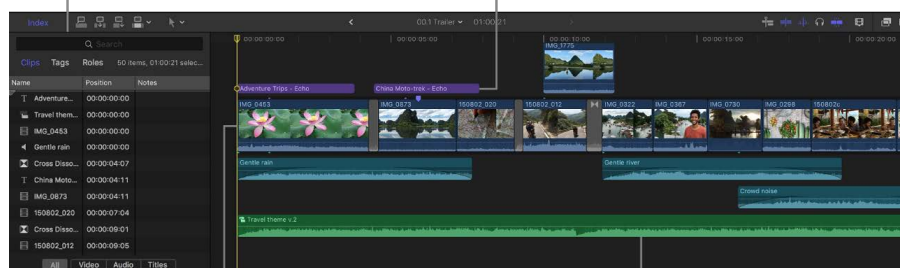 Index
00.1 Trailer
01:00:21
Search
Clips Tags Roles 50 items, 01:00:21 selec...
Name Position Notes
Adventure... 00:00:00:00
Travel them... 00:00:00:00
IMG_0453 00:00:00:00
Gentle rain 00:00:00:00
Cross Disso... 00:00:04:07
China Moto... 00:00:04:11
IMG_0873 00:00:04:11
150802_020 00:00:07:04
Cross Disso... 00:00:09:01
150802_012 00:00:09:05
All Video Audio Titles
00:00:00:00 00:00:05:00 00:00:10:00 00:00:15:00 00:00:20:00
IMG_1775
Adventure Trips - Echo China Moto-trek - Echo
IMG_0453 IMG_0873 150802_020 150802_012 IMG_0322 IMG_0367 IMG_0730 IMG_0298 150802c
Gentle rain Gentle river
Crowd noise
Travel theme v.2